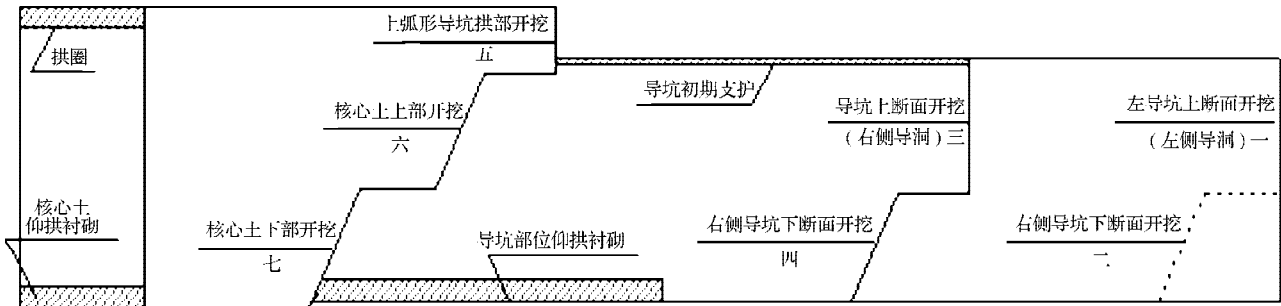 上弧形导坑拱部开挖
五
拱圈
导坑初期支护
核心土上部开挖
六
导坑上断面开挖
(右侧导洞)三
左导坑上断面开挖
(左侧导洞)一
核心土
仰拱衬砌
核心土下部开挖
七
导坑部位仰拱衬砌
右侧导坑下断面开挖
四
右侧导坑下断面开挖
二